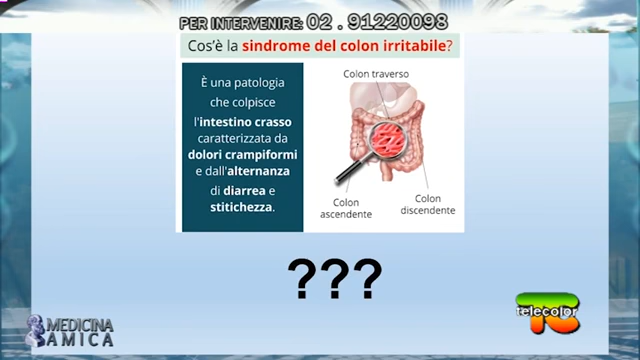 PER INTERVENIRE: 02 . 91220098
Cos'è la sindrome del colon irritabile?
È una patologia
che colpisce
l'intestino crasso
caratterizzata da
dolori crampiformi
e dall'alternanza
di diarrea e
stitichezza.
Colon traverso
Colon
ascendente
Colon
discendente
???
MEDICINA
AMICA
telecolor
TC